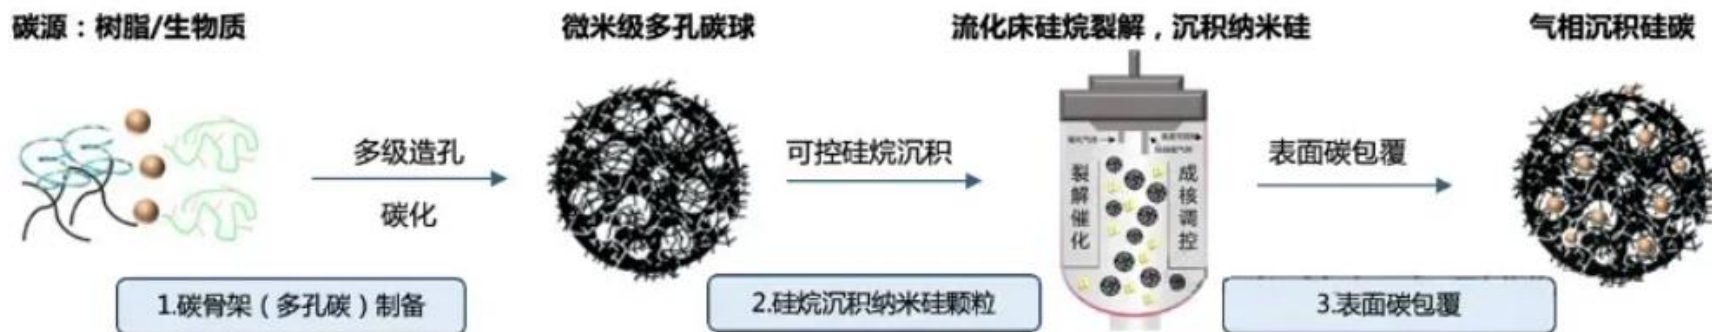 碳源：树脂/生物质
微米级多孔碳球
流化床硅烷裂解，沉积纳米硅
气相沉积硅碳
多级造孔
碳化
可控硅烷沉积
裂解催化
成核调控
表面碳包覆
1.碳骨架（多孔碳）制备
2.硅烷沉积纳米硅颗粒
3.表面碳包覆